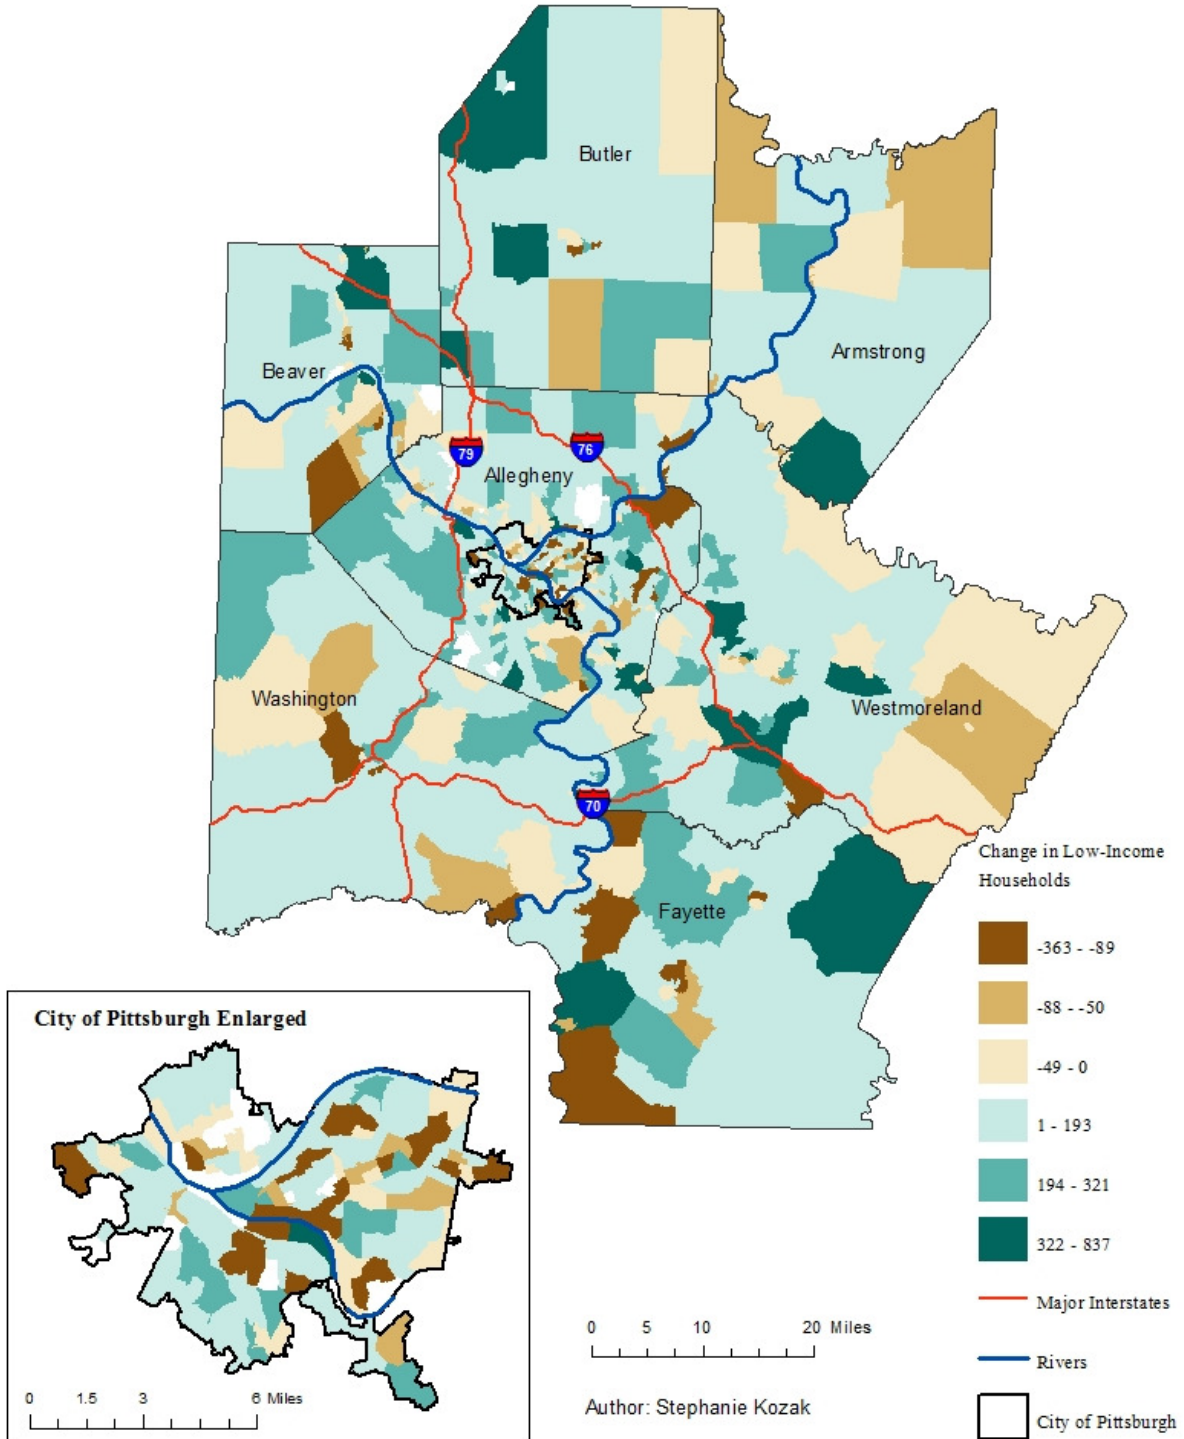 Butler
Armstrong
Beaver
79
76
Allegheny
Washington
Westmoreland
70
Fayette
Change in Low-Income
Households
-363 - -89
-88 - -50
-49 - 0
1 - 193
194 - 321
322 - 837
Major Interstates
Rivers
City of Pittsburgh
0 5 10 20 Miles
Author: Stephanie Kozak
City of Pittsburgh Enlarged
0 1.5 3 6 Miles